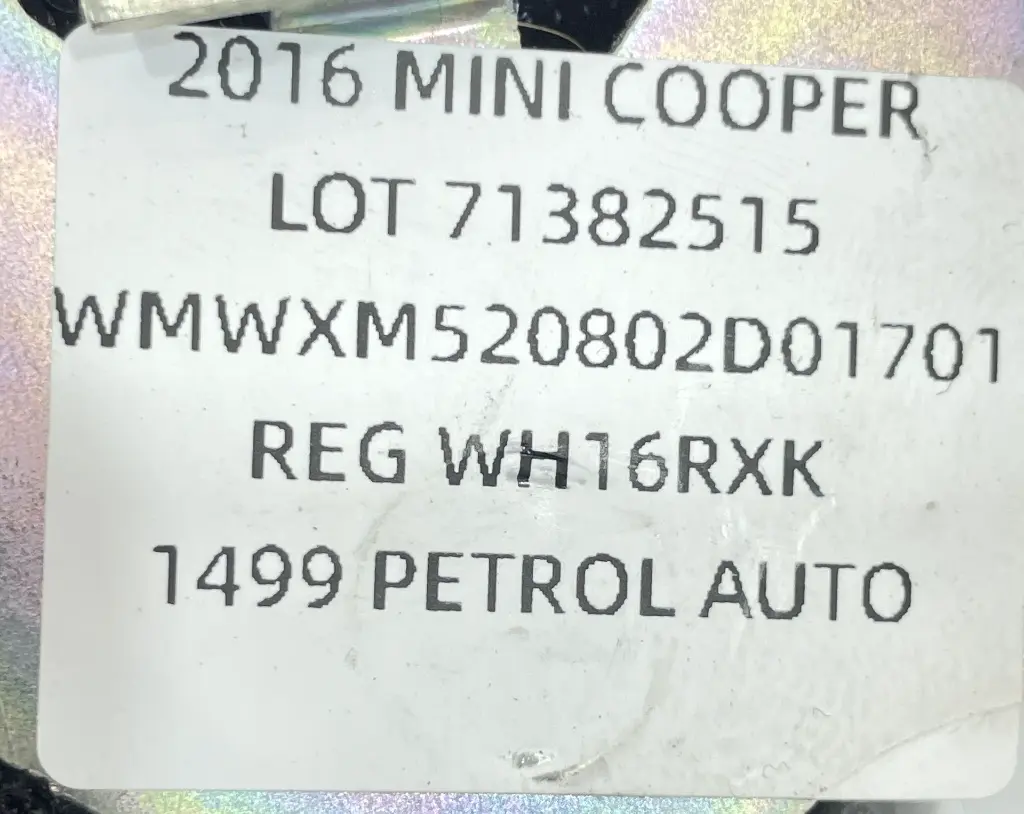 2016 MINI COOPER
LOT 71382515
WMWXM520802D01701
REG WH16RXK
1499 PETROL AUTO